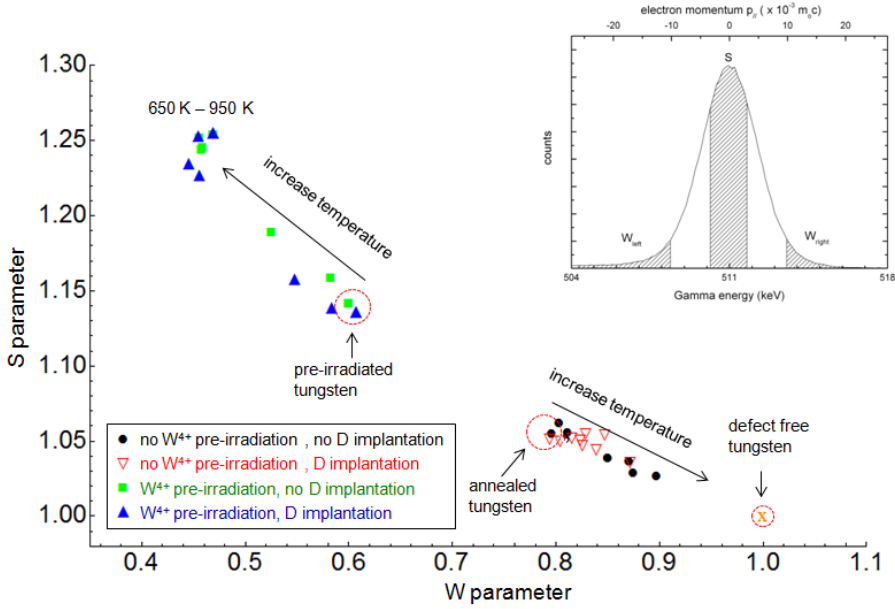 electron momentum p// ( x 10⁻³ mₒc )
-20 -10 0 10 20
S
counts
W left
W right
504 511 518
Gamma energy (keV)
1.30
1.25
1.20
1.15
1.10
1.05
1.00
S parameter
650 K – 950 K
increase temperature
pre-irradiated
tungsten
increase temperature
defect free
tungsten
annealed
tungsten
X
no W⁴⁺ pre-irradiation , no D implantation
no W⁴⁺ pre-irradiation , D implantation
W⁴⁺ pre-irradiation, no D implantation
W⁴⁺ pre-irradiation, D implantation
0.4 0.5 0.6 0.7 0.8 0.9 1.0 1.1
W parameter